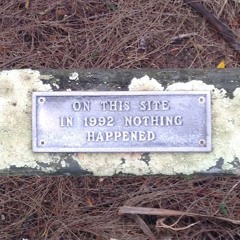 ON THIS SITE
IN 1992 NOTHING
HAPPENED